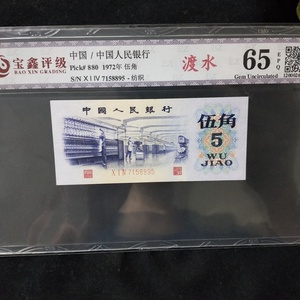 宝鑫评级
BAO XIN GRADING
中国 / 中国人民银行
Pick# 880 1972年 伍角
S/N X I IV 7158895 - 纺织
渡水
65
EPQ
Gem Uncirculated
中国人民银行
伍角
5
WU
JIAO
X I IV 7158895